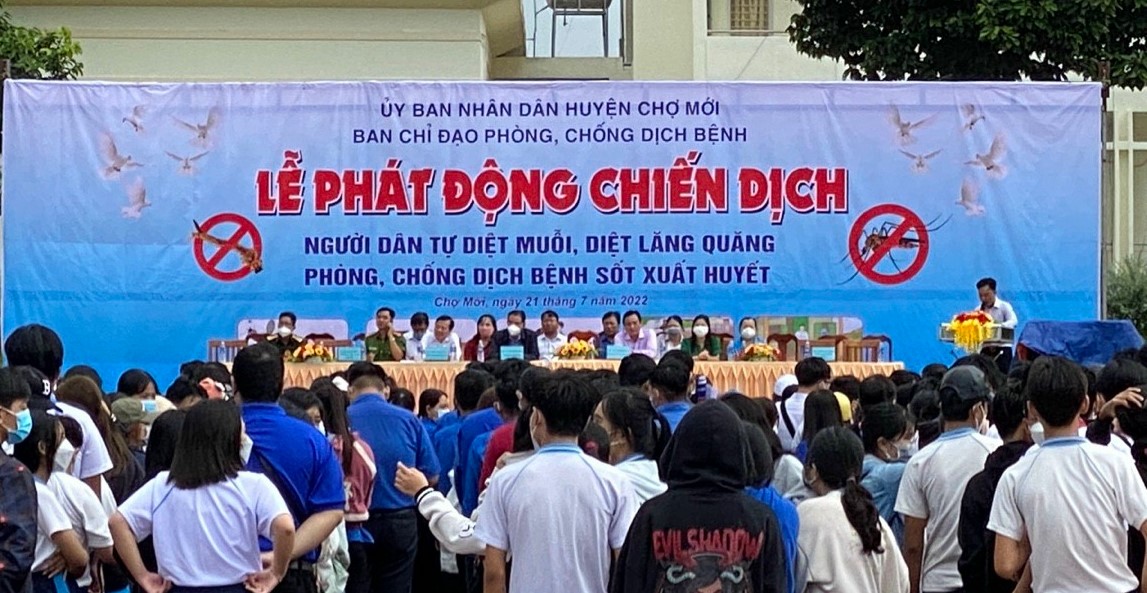 ỦY BAN NHÂN DÂN HUYỆN CHỢ MỚI
BAN CHỈ ĐẠO PHÒNG, CHỐNG DỊCH BỆNH
LỄ PHÁT ĐỘNG CHIẾN DỊCH
NGƯỜI DÂN TỰ DIỆT MUỖI, DIỆT LĂNG QUĂNG
PHÒNG, CHỐNG DỊCH BỆNH SỐT XUẤT HUYẾT
Chợ Mới, ngày 21 tháng 7 năm 2022
EVIL SHADOW